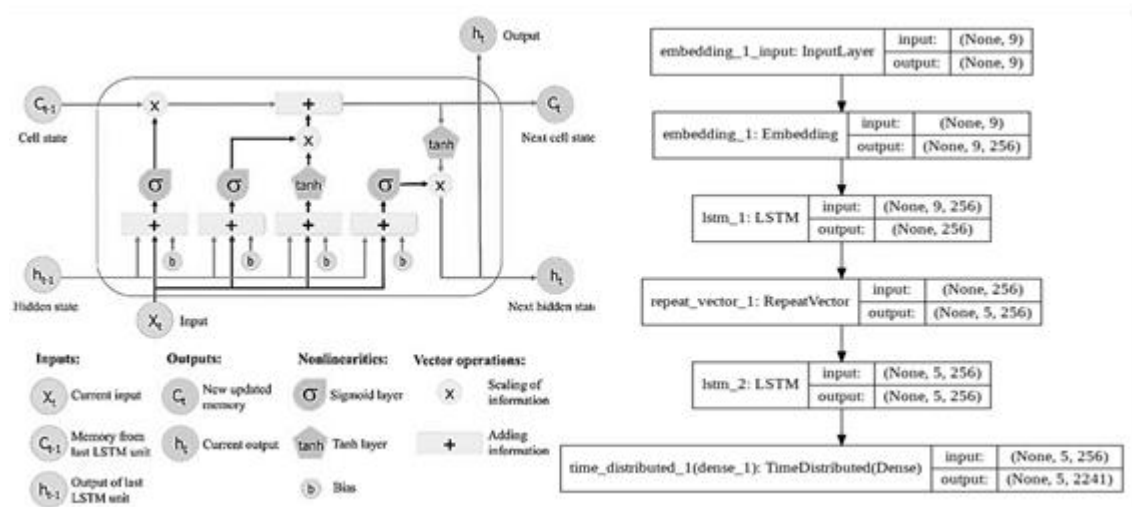 hₜ Output
Cₜ₋₁ x + Cₜ
Cell state Next cell state
x tanh
σ σ tanh σ x
+ + + +
b b b b
hₜ₋₁ hₜ
Hidden state Next hidden state
Xₜ Input
Inputs: Outputs: Nonlinearities: Vector operations:
Xₜ Current input
Cₜ₋₁ Memory from
last LSTM unit
hₜ₋₁ Output of last
LSTM unit
Cₜ New updated
memory
hₜ Current output
σ Sigmoid layer
tanh Tanh layer
b Bias
x Scaling of
information
+ Adding
information
embedding_1_input: InputLayer
input: (None, 9)
output: (None, 9)
embedding_1: Embedding
input: (None, 9)
output: (None, 9, 256)
lstm_1: LSTM
input: (None, 9, 256)
output: (None, 256)
repeat_vector_1: RepeatVector
input: (None, 256)
output: (None, 5, 256)
lstm_2: LSTM
input: (None, 5, 256)
output: (None, 5, 256)
time_distributed_1(dense_1): TimeDistributed(Dense)
input: (None, 5, 256)
output: (None, 5, 2241)